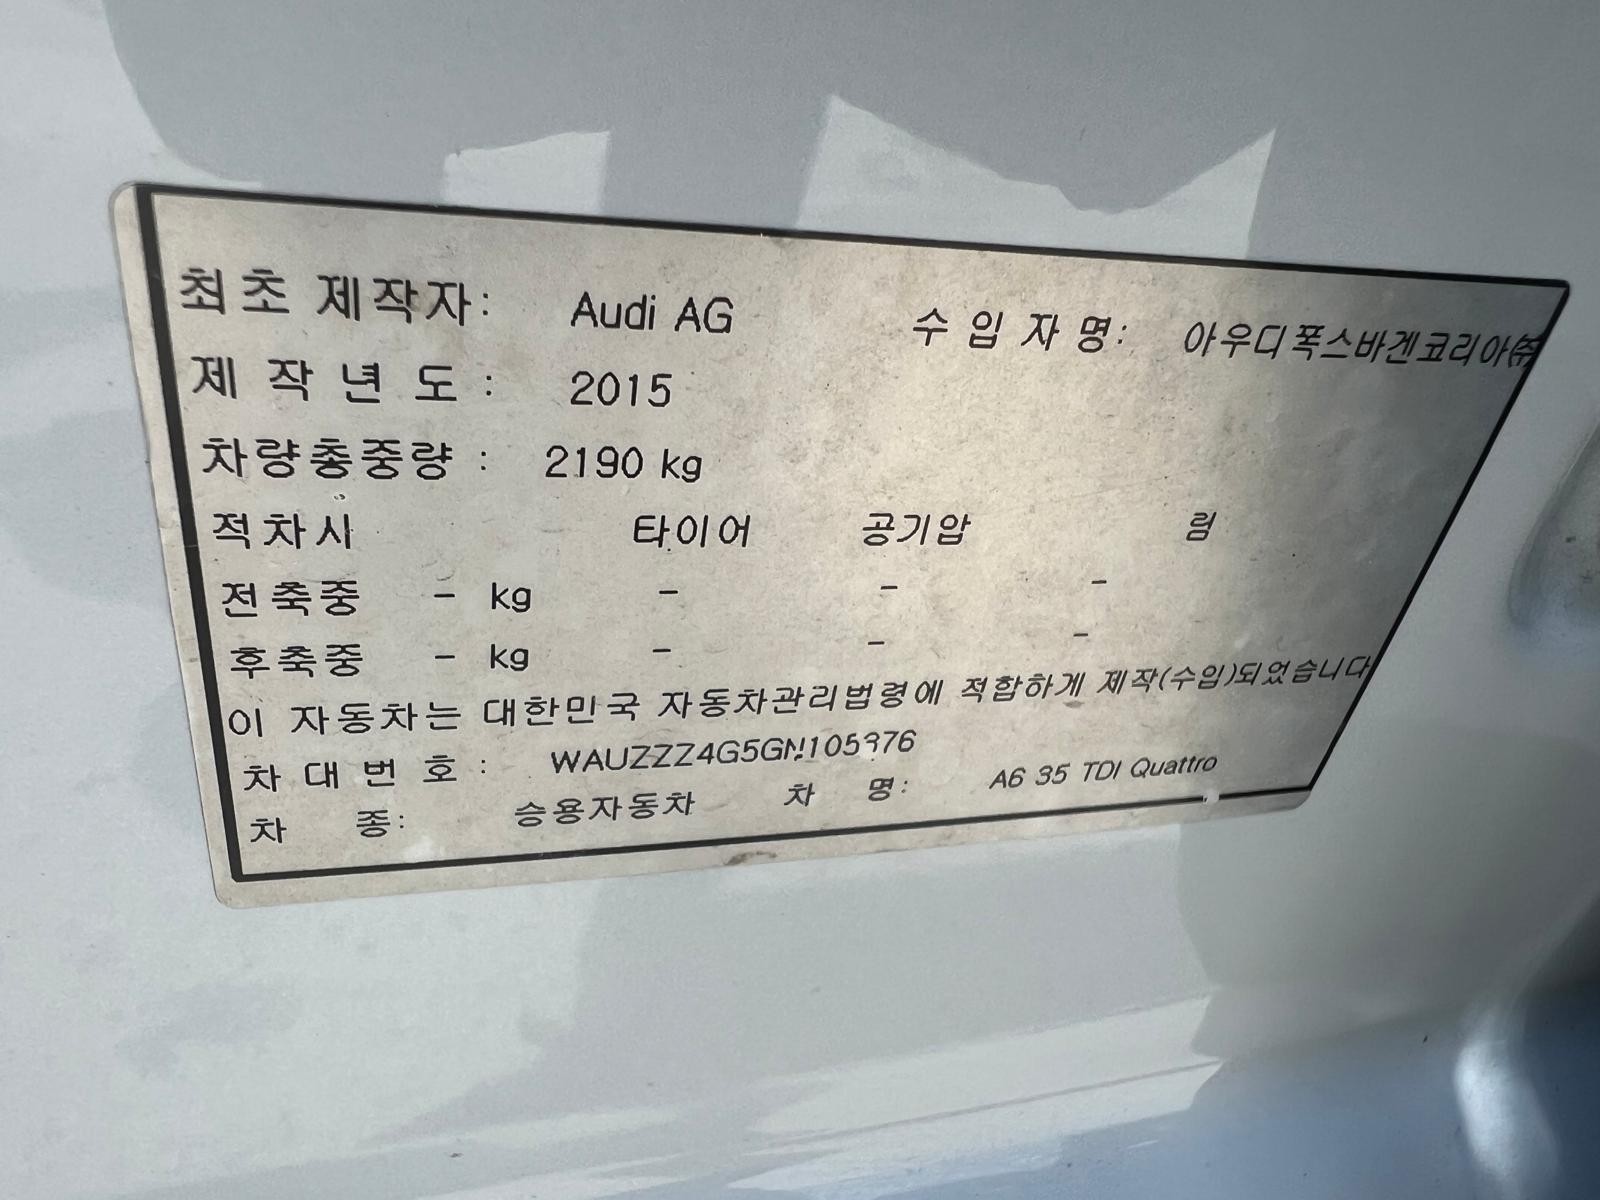 최초 제작자: Audi AG 수 입 자 명: 아우디폭스바겐코리아㈜
제 작 년 도 : 2015
차량총중량 : 2190 kg
적차시 타이어 공기압 림
전축중 - kg - - -
후축중 - kg - - -
이 자동차는 대한민국 자동차관리법령에 적합하게 제작(수입)되었습니다
차 대 번 호 :
차 종: 승용자동차 차 명: A6 35 TDI Quattro